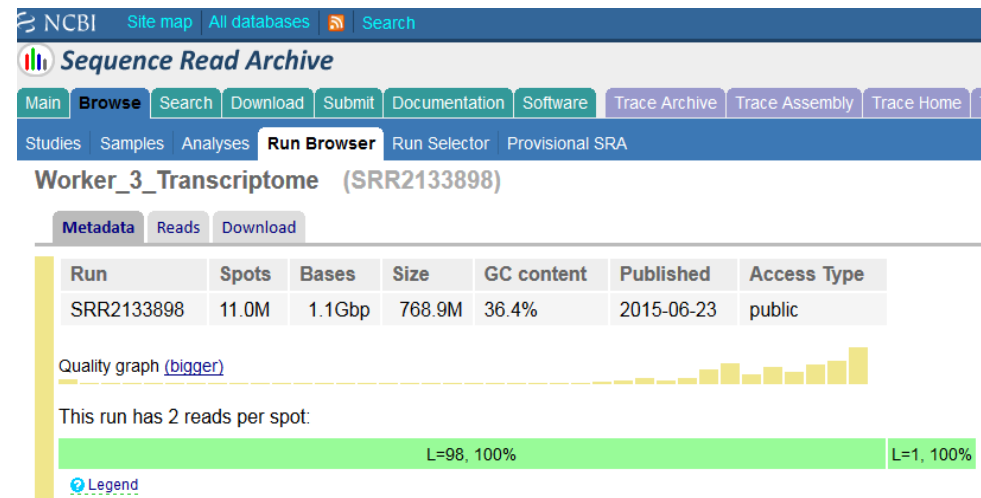 NCBI Site map All databases Search
Sequence Read Archive
Main Browse Search Download Submit Documentation Software Trace Archive Trace Assembly Trace Home
Studies Samples Analyses Run Browser Run Selector Provisional SRA
Worker_3_Transcriptome (SRR2133898)
Metadata Reads Download
Run Spots Bases Size GC content Published Access Type
SRR2133898 11.0M 1.1Gbp 768.9M 36.4% 2015-06-23 public
Quality graph (bigger)
This run has 2 reads per spot:
L=98, 100% L=1, 100%
? Legend